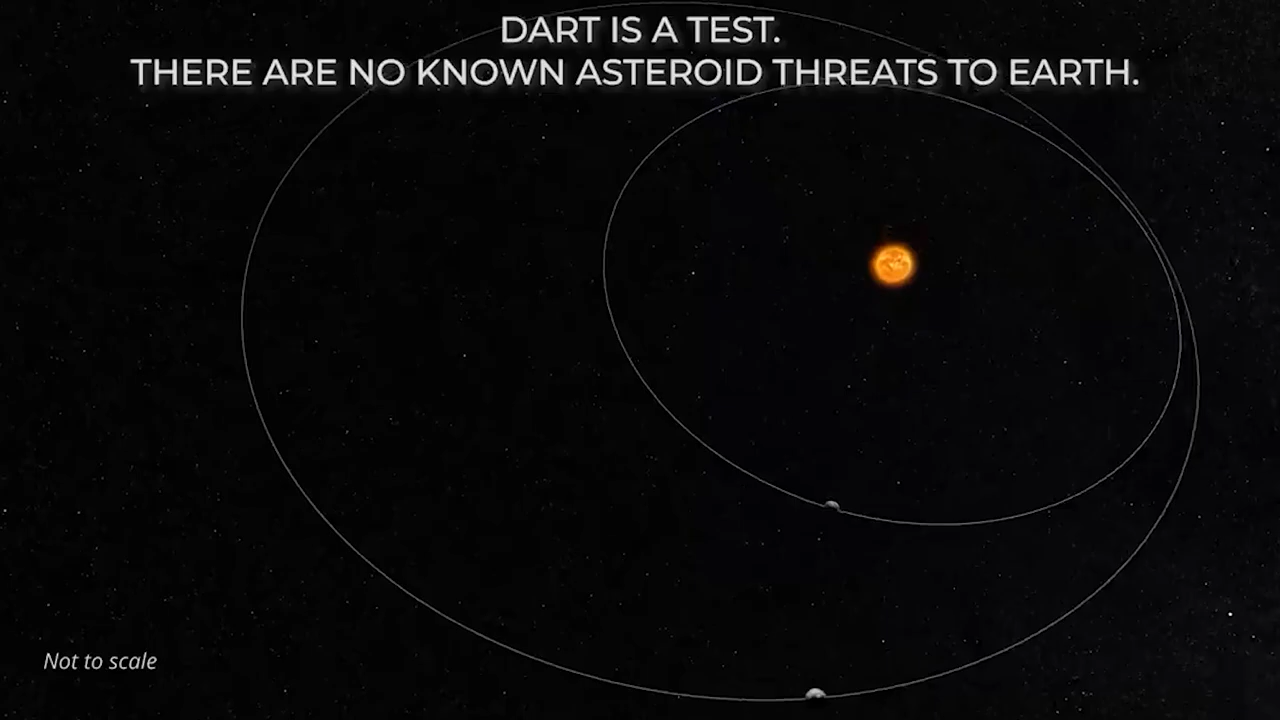 DART IS A TEST.
THERE ARE NO KNOWN ASTEROID THREATS TO EARTH.
Not to scale